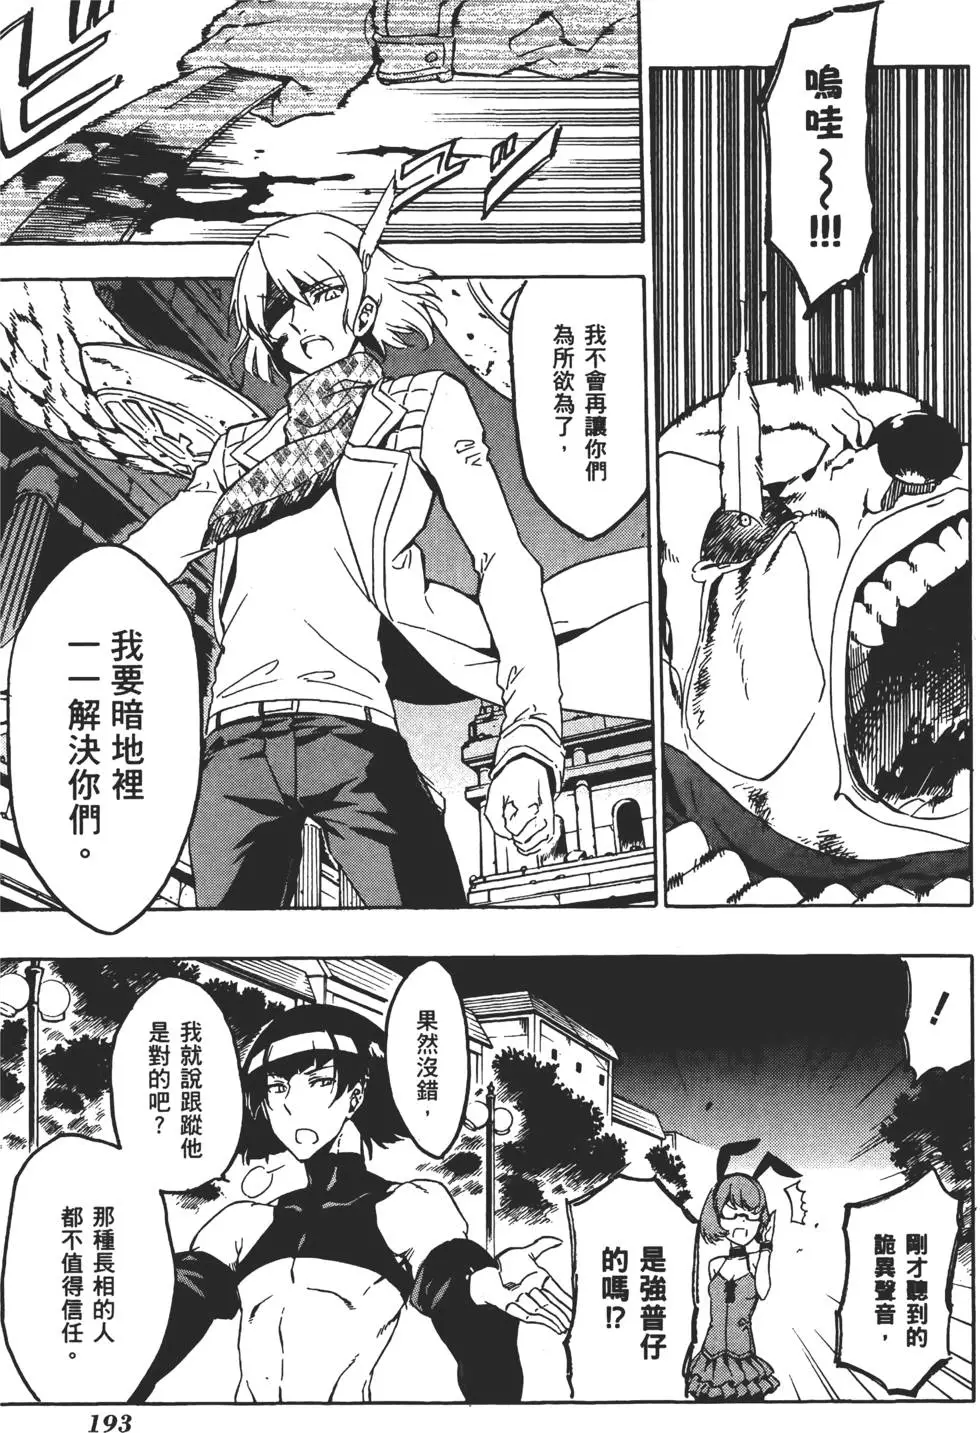 嗚哇～～!!!
ゴゴゴ
我不會再讓你們
為所欲為了，
我要暗地裡
一一解決你們。
！
剛才聽到的
詭異聲音，
是強普仔
的嗎!?
果然沒錯，
我就說跟蹤他
是對的吧？
那種長相的人
都不值得信任。
193